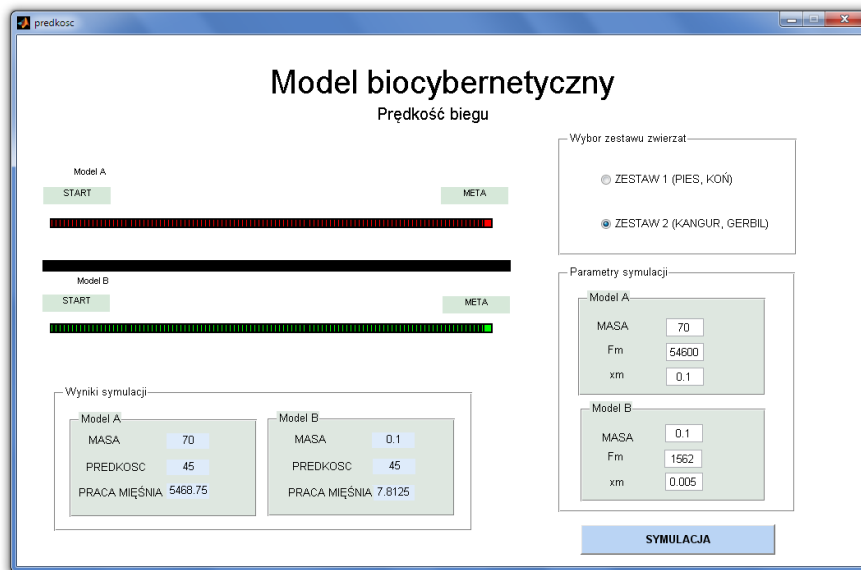 predkosc
Model biocybernetyczny
Prędkość biegu
Model A
START META
Model B
START META
Wybor zestawu zwierzat
ZESTAW 1 (PIES, KOŃ)
ZESTAW 2 (KANGUR, GERBIL)
Parametry symulacji
Model A
MASA 70
Fm 54600
xm 0.1
Model B
MASA 0.1
Fm 1562
xm 0.005
Wyniki symulacji
Model A
MASA 70
PREDKOSC 45
PRACA MIĘŚNIA 5468.75
Model B
MASA 0.1
PREDKOSC 45
PRACA MIĘŚNIA 7.8125
SYMULACJA